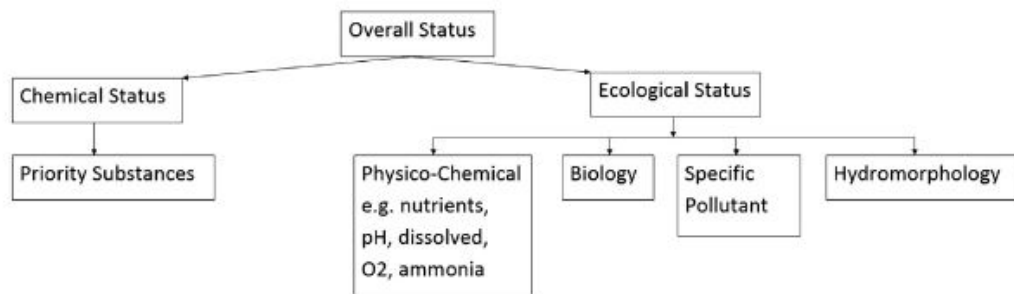 Overall Status
Chemical Status
Ecological Status
Priority Substances
Physico-Chemical
e.g. nutrients,
pH, dissolved,
O2, ammonia
Biology
Specific
Pollutant
Hydromorphology